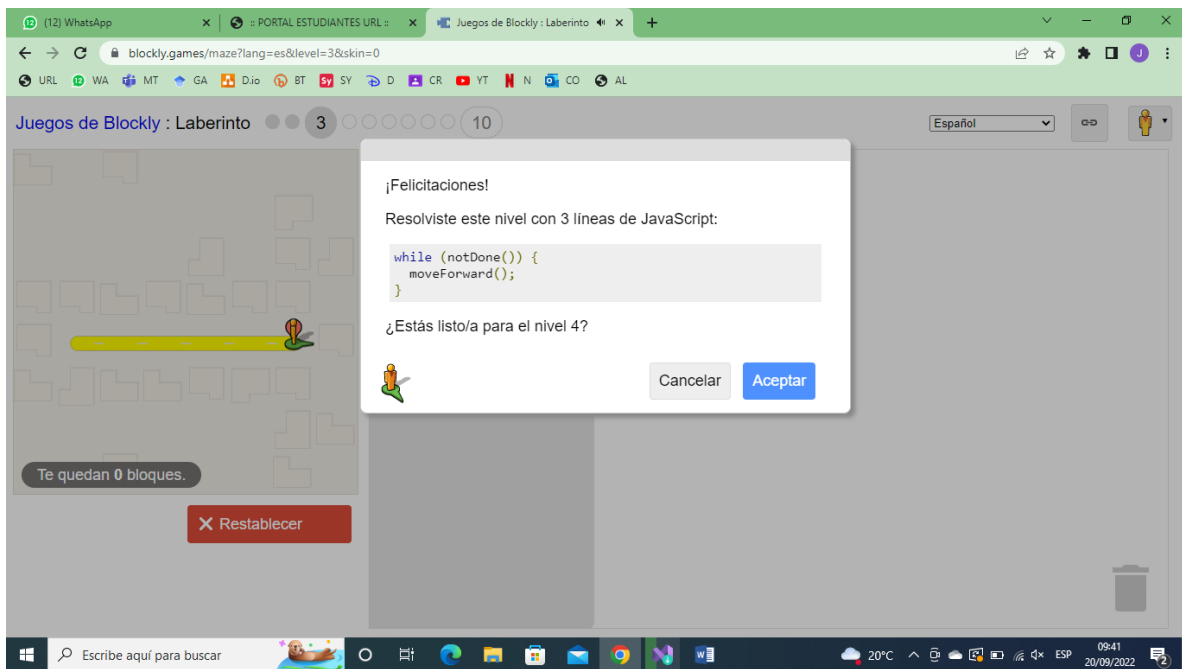 (12) WhatsApp
:: PORTAL ESTUDIANTES URL ::
Juegos de Blockly : Laberinto
blockly.games/maze?lang=es&level=3&skin=0
URL WA MT GA D.io BT Sy SY D CR YT N CO AL
Juegos de Blockly : Laberinto 3 10
Español
¡Felicitaciones!
Resolviste este nivel con 3 líneas de JavaScript:
while (notDone()) {
moveForward();
}
¿Estás listo/a para el nivel 4?
Cancelar Aceptar
Te quedan 0 bloques.
Restablecer
Escribe aquí para buscar
20°C ESP 09:41
20/09/2022